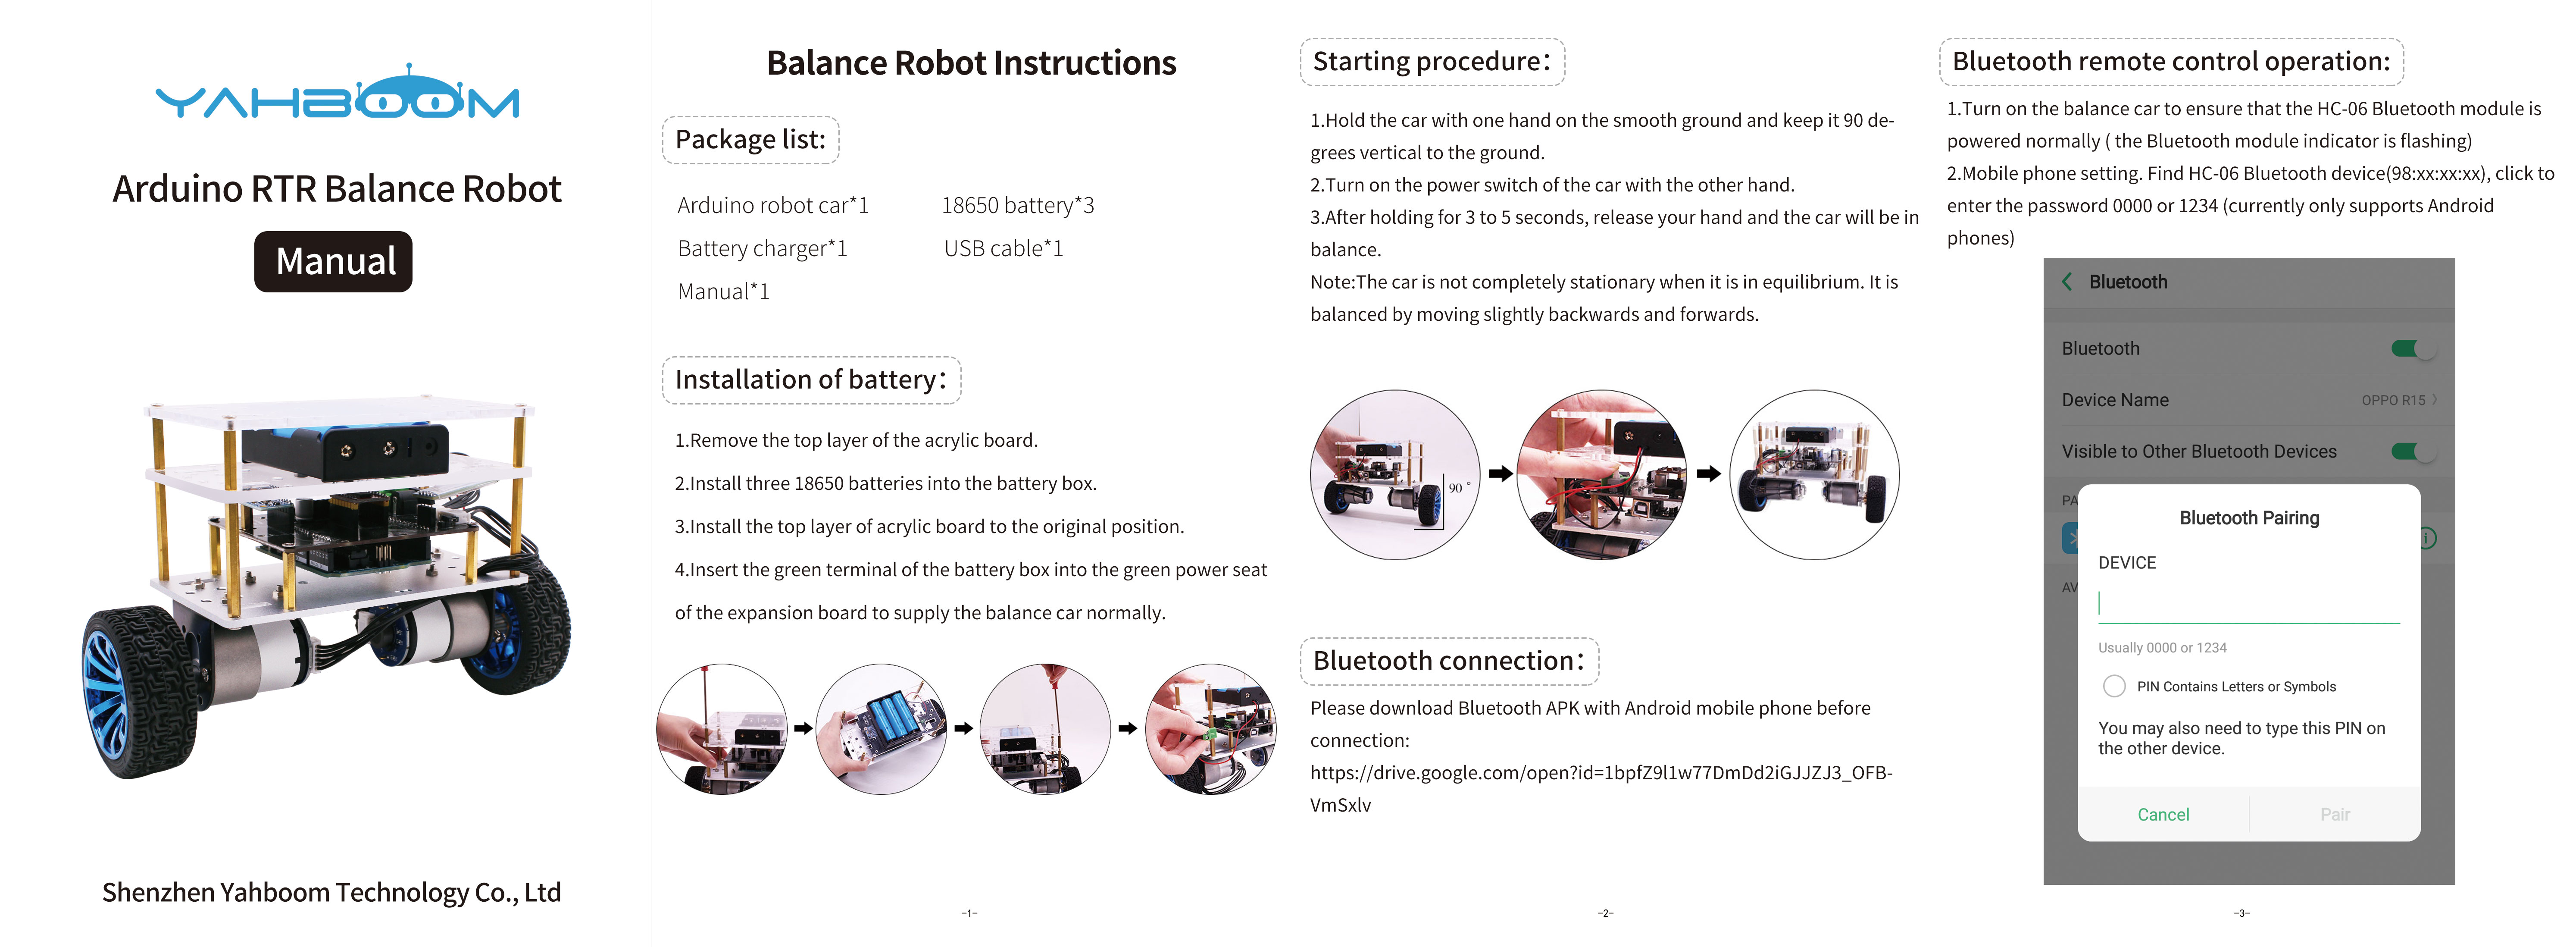 YAHBOOM
Arduino RTR Balance Robot
Manual
Shenzhen Yahboom Technology Co., Ltd
Balance Robot Instructions
Package list:
Arduino robot car*1
18650 battery*3
Battery charger*1
USB cable*1
Manual*1
Installation of battery:
1.Remove the top layer of the acrylic board.
2.Install three 18650 batteries into the battery box.
3.Install the top layer of acrylic board to the original position.
4.Insert the green terminal of the battery box into the green power seat
of the expansion board to supply the balance car normally.
-1-
Starting procedure:
1.Hold the car with one hand on the smooth ground and keep it 90 de-
grees vertical to the ground.
2.Turn on the power switch of the car with the other hand.
3.After holding for 3 to 5 seconds, release your hand and the car will be in
balance.
Note:The car is not completely stationary when it is in equilibrium. It is
balanced by moving slightly backwards and forwards.
90 °
Bluetooth connection:
Please download Bluetooth APK with Android mobile phone before
connection:
https://drive.google.com/open?id=1bpfZ9l1w77DmDd2iGJJZJ3_OFB-
VmSxlv
-2-
Bluetooth remote control operation:
1.Turn on the balance car to ensure that the HC-06 Bluetooth module is
powered normally ( the Bluetooth module indicator is flashing)
2.Mobile phone setting. Find HC-06 Bluetooth device(98:xx:xx:xx), click to
enter the password 0000 or 1234 (currently only supports Android
phones)
Bluetooth
Bluetooth
Device Name
OPPO R15
Visible to Other Bluetooth Devices
PA
AV
Bluetooth Pairing
DEVICE
Usually 0000 or 1234
PIN Contains Letters or Symbols
You may also need to type this PIN on
the other device.
Cancel
Pair
-3-